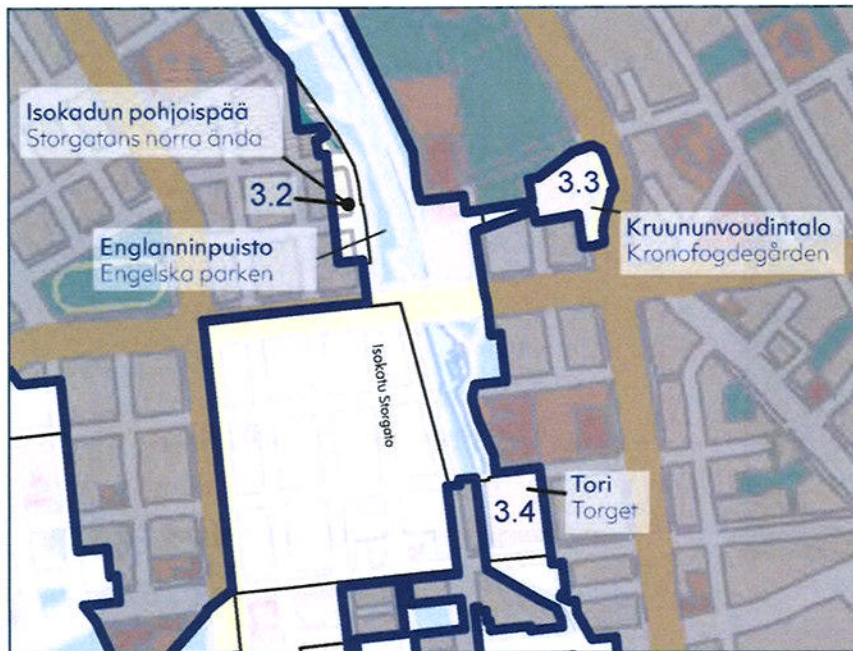 Isokadun pohjoispää
Storgatans norra ända
3.2
3.3
Kruununvoudintalo
Kronofogdegården
Englanninpuisto
Engelska parken
Isokatu Storgata
Tori
Torget
3.4